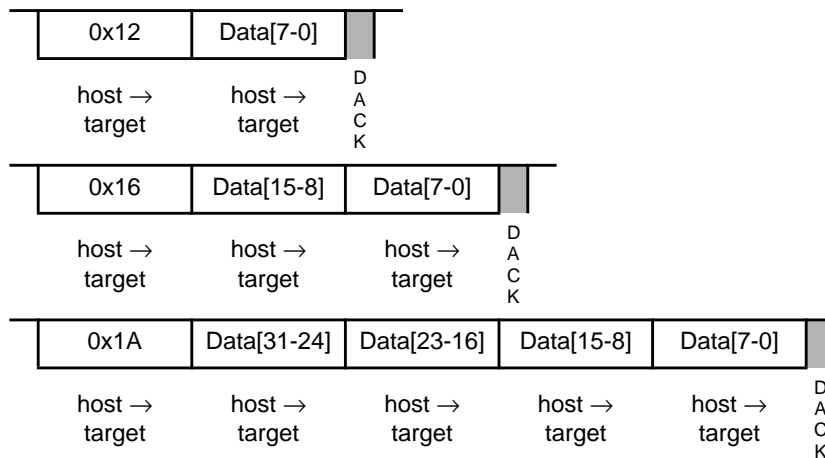 0x12 Data[7-0]
host → host →
target target
D
A
C
K
0x16 Data[15-8] Data[7-0]
host → host → host →
target target target
D
A
C
K
0x1A Data[31-24] Data[23-16] Data[15-8] Data[7-0]
host → host → host → host → host →
target target target target target
D
A
C
K